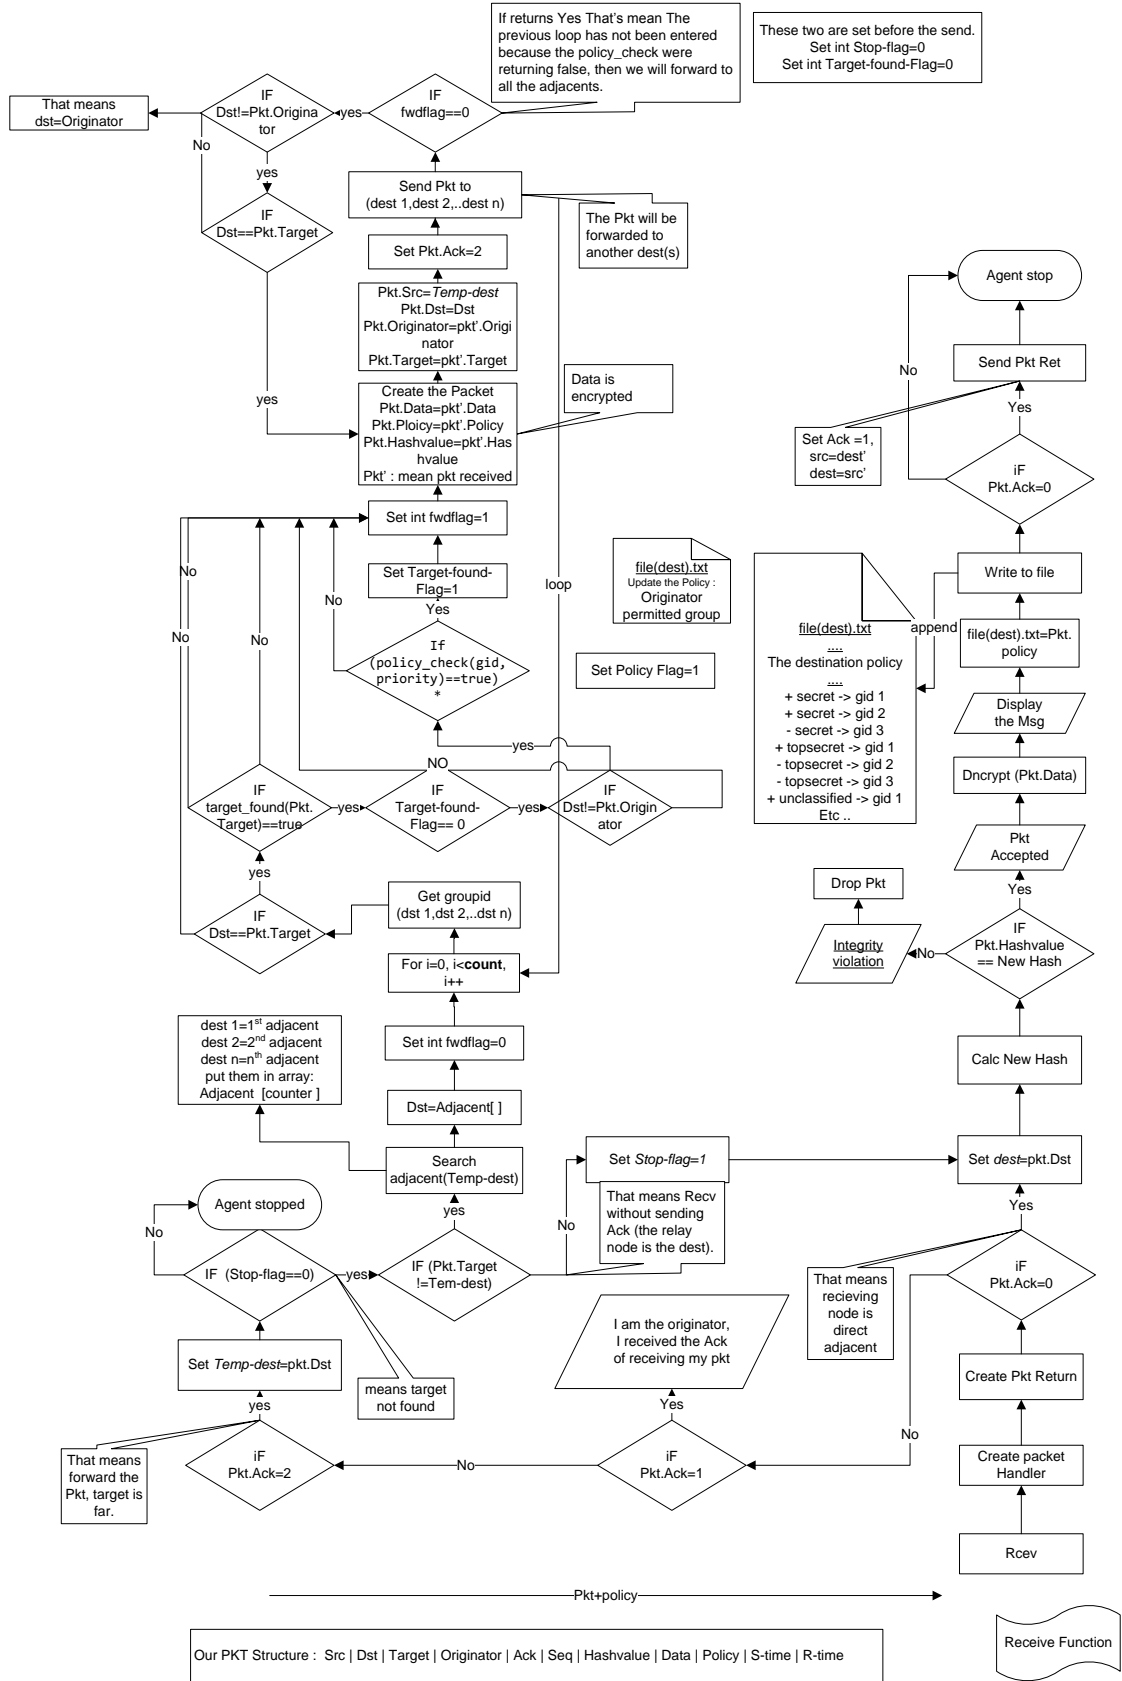 If returns Yes That's mean The
previous loop has not been entered
because the policy_check were
returning false, then we will forward to
all the adjacents.
These two are set before the send.
Set int Stop-flag=0
Set int Target-found-Flag=0
That means
dst=Originator
IF
Dst!=Pkt.Origina
tor
yes
IF
fwdflag==0
No
yes
IF
Dst==Pkt.Target
Send Pkt to
(dest 1,dest 2,..dest n)
The Pkt will be
forwarded to
another dest(s)
Set Pkt.Ack=2
Pkt.Src=Temp-dest
Pkt.Dst=Dst
Pkt.Originator=pkt'.Origi
nator
Pkt.Target=pkt'.Target
yes
Create the Packet
Pkt.Data=pkt'.Data
Pkt.Ploicy=pkt'.Policy
Pkt.Hashvalue=pkt'.Has
hvalue
Pkt' : mean pkt received
Data is
encrypted
Agent stop
No
Send Pkt Ret
Yes
Set Ack =1,
src=dest'
dest=src'
iF
Pkt.Ack=0
Set int fwdflag=1
No
No
No
No
Set Target-found-
Flag=1
Yes
If
(policy_check(gid,
priority)==true)
*
loop
file(dest).txt
Update the Policy :
Originator
permitted group
Set Policy Flag=1
file(dest).txt
....
The destination policy
....
+ secret -> gid 1
+ secret -> gid 2
- secret -> gid 3
+ topsecret -> gid 1
- topsecret -> gid 2
- topsecret -> gid 3
+ unclassified -> gid 1
Etc ..
append
Write to file
file(dest).txt=Pkt.
policy
Display
the Msg
Dncrypt (Pkt.Data)
Pkt
Accepted
Yes
yes
NO
IF
target_found(Pkt.
Target)==true
yes
IF
Target-found-
Flag== 0
yes
IF
Dst!=Pkt.Origin
ator
yes
IF
Dst==Pkt.Target
Get groupid
(dst 1,dst 2,..dst n)
For i=0, i<count,
i++
Drop Pkt
Integrity
violation
No
IF
Pkt.Hashvalue
== New Hash
dest 1=1st adjacent
dest 2=2nd adjacent
dest n=nth adjacent
put them in array:
Adjacent [counter ]
Set int fwdflag=0
Dst=Adjacent[ ]
Calc New Hash
Search
adjacent(Temp-dest)
Set Stop-flag=1
Set dest=pkt.Dst
Agent stopped
No
yes
No
That means Recv
without sending
Ack (the relay
node is the dest).
Yes
IF (Stop-flag==0)
yes
IF (Pkt.Target
!=Tem-dest)
That means
recieving
node is
direct
adjacent
iF
Pkt.Ack=0
I am the originator,
I received the Ack
of receiving my pkt
Set Temp-dest=pkt.Dst
means target
not found
Create Pkt Return
yes
Yes
No
That means
forward the
Pkt, target is
far.
iF
Pkt.Ack=2
No
iF
Pkt.Ack=1
Create packet
Handler
Rcev
Pkt+policy
Our PKT Structure : Src | Dst | Target | Originator | Ack | Seq | Hashvalue | Data | Policy | S-time | R-time
Receive Function